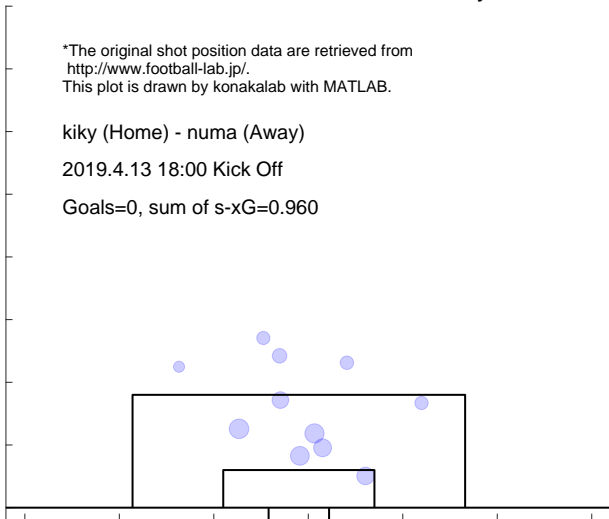 *The original shot position data are retrieved from
http://www.football-lab.jp/.
This plot is drawn by konakalab with MATLAB.
kiky (Home) - numa (Away)
2019.4.13 18:00 Kick Off
Goals=0, sum of s-xG=0.960